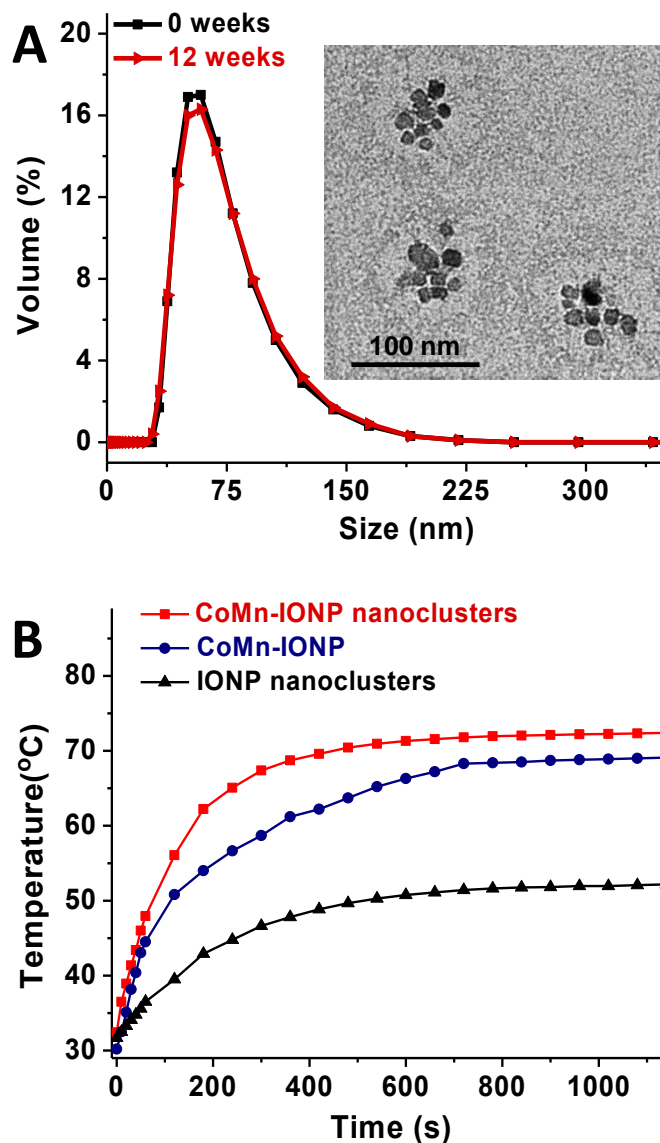 A
0 weeks
12 weeks
20
16
12
8
4
0
Volume (%)
100 nm
0 75 150 225 300
Size (nm)
B
CoMn-IONP nanoclusters
CoMn-IONP
IONP nanoclusters
80
70
60
50
40
30
Temperature(°C)
0 200 400 600 800 1000
Time (s)